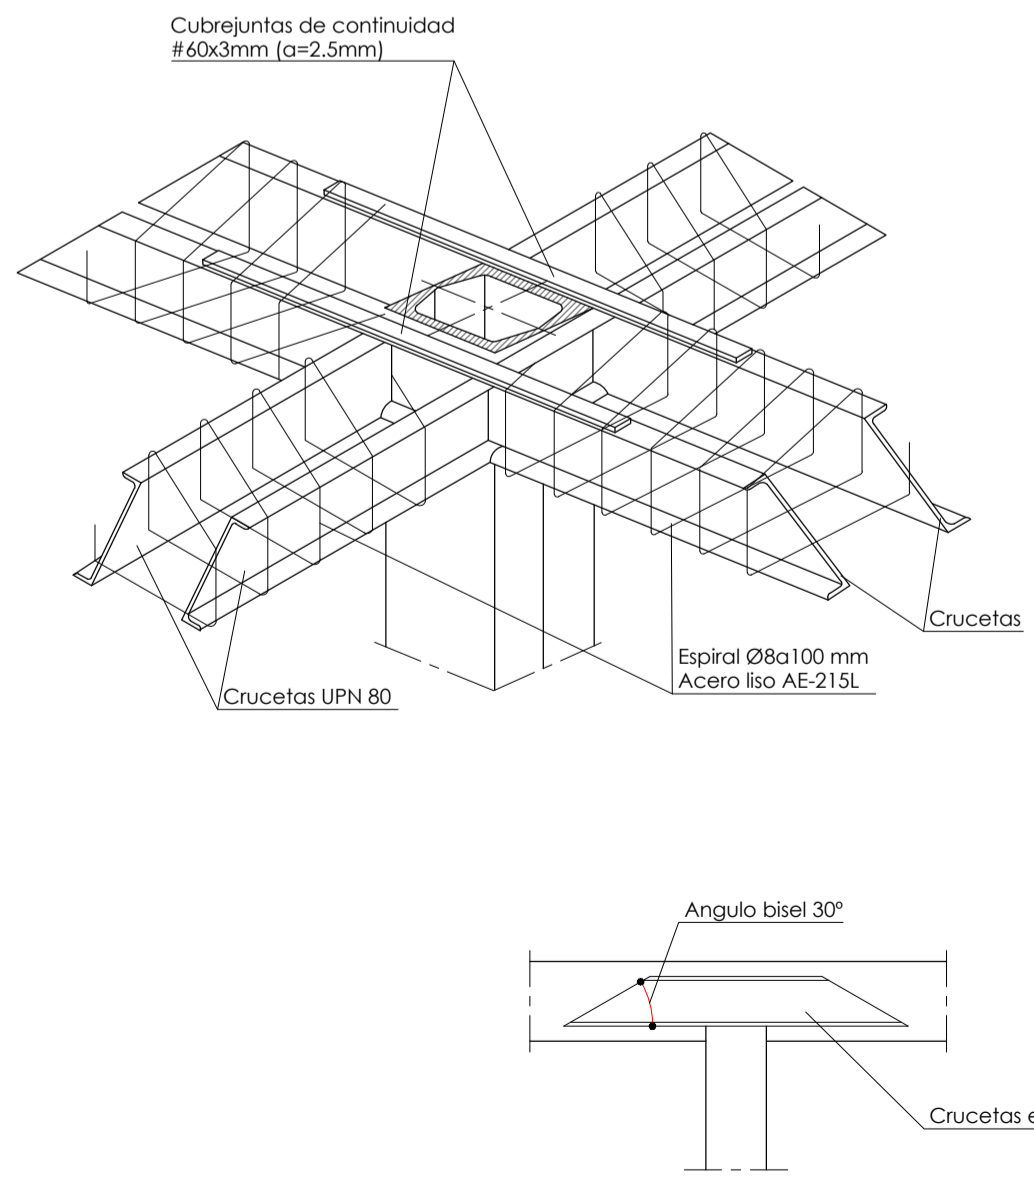 Cubrejuntas de continuidad
#60x3mm (a=2.5mm)
Crucetas
Espiral Ø8a100 mm
Acero liso AE-215L
Crucetas UPN 80
Angulo bisel 30º
Crucetas e